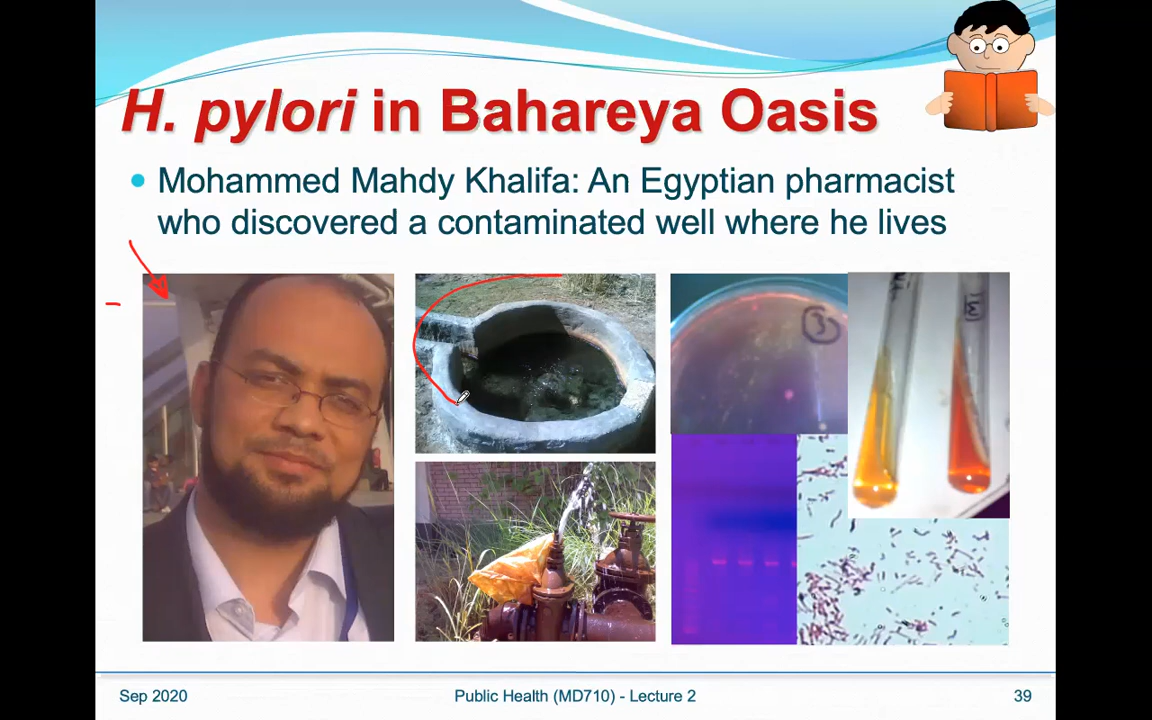 H. pylori in Bahareya Oasis
Mohammed Mahdy Khalifa: An Egyptian pharmacist
who discovered a contaminated well where he lives
3
Sep 2020
Public Health (MD710) - Lecture 2
39